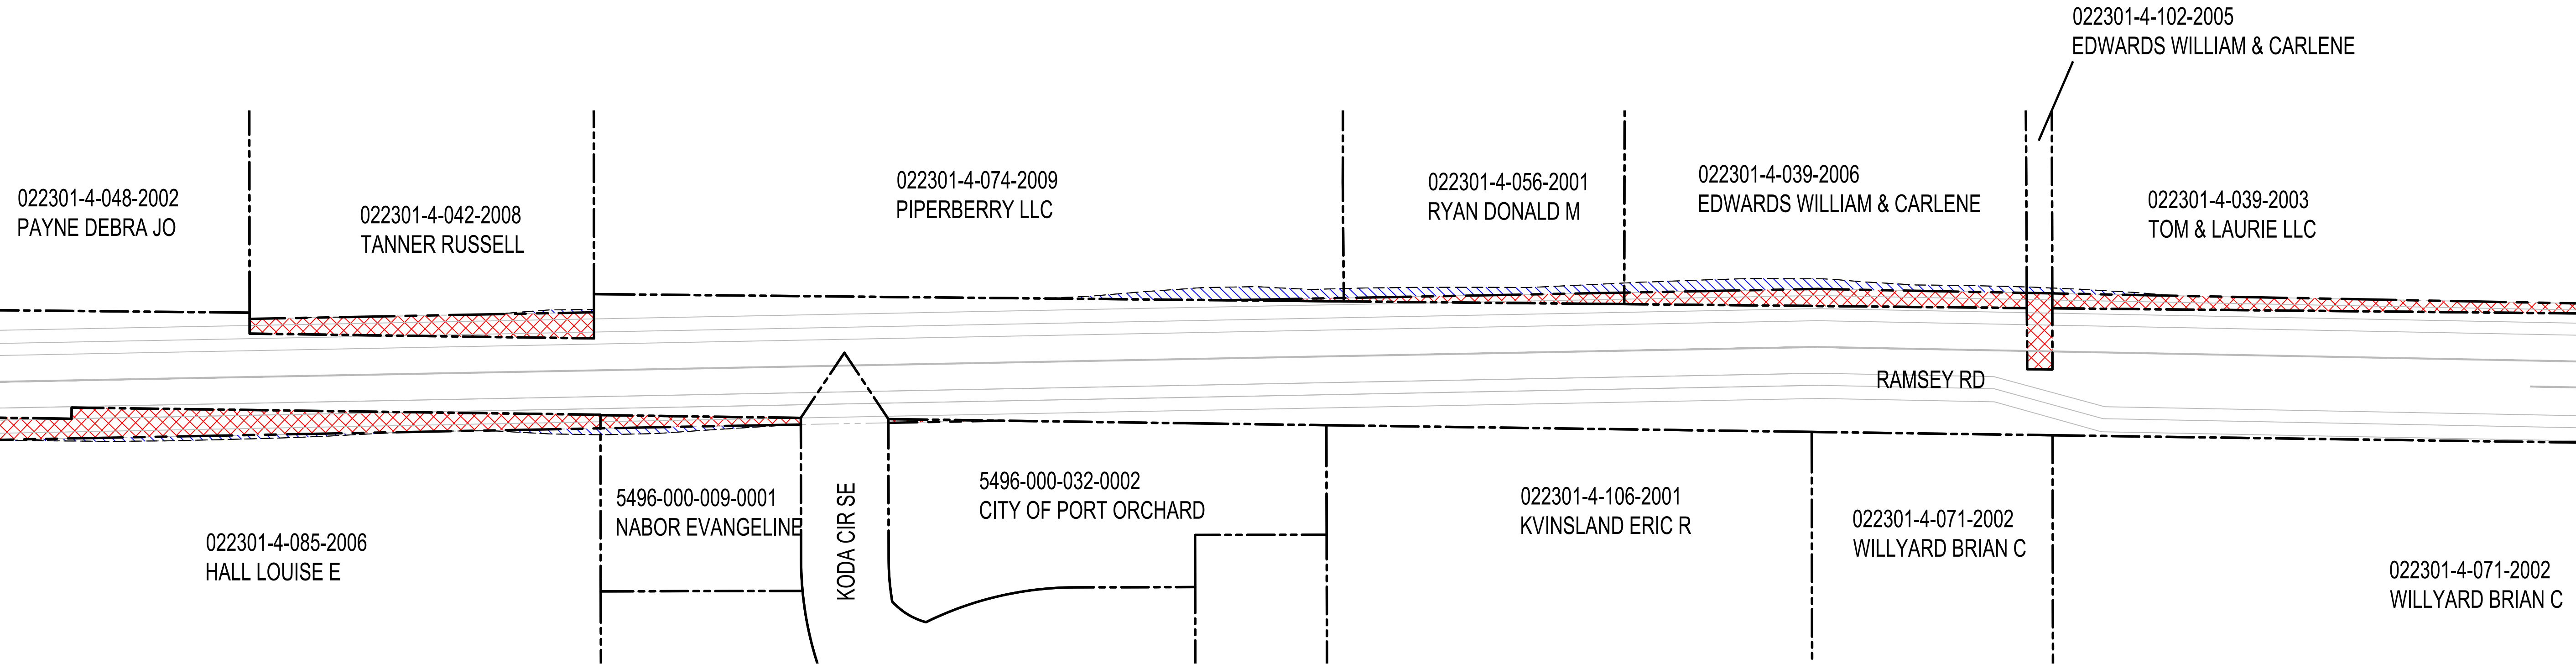 022301-4-102-2005
EDWARDS WILLIAM & CARLENE
022301-4-048-2002
PAYNE DEBRA JO
022301-4-042-2008
TANNER RUSSELL
022301-4-074-2009
PIPERBERRY LLC
022301-4-056-2001
RYAN DONALD M
022301-4-039-2006
EDWARDS WILLIAM & CARLENE
022301-4-039-2003
TOM & LAURIE LLC
RAMSEY RD
022301-4-085-2006
HALL LOUISE E
5496-000-009-0001
NABOR EVANGELINE
KODA CIR SE
5496-000-032-0002
CITY OF PORT ORCHARD
022301-4-106-2001
KVINSLAND ERIC R
022301-4-071-2002
WILLYARD BRIAN C
022301-4-071-2002
WILLYARD BRIAN C